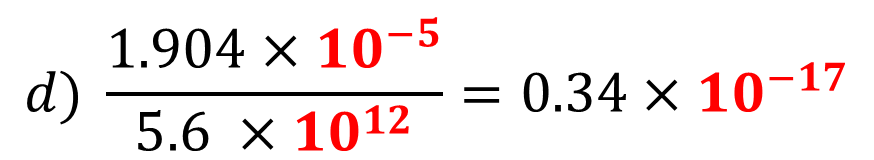 d) 1.904 × 10⁻⁵ / 5.6 × 10¹² = 0.34 × 10⁻¹⁷